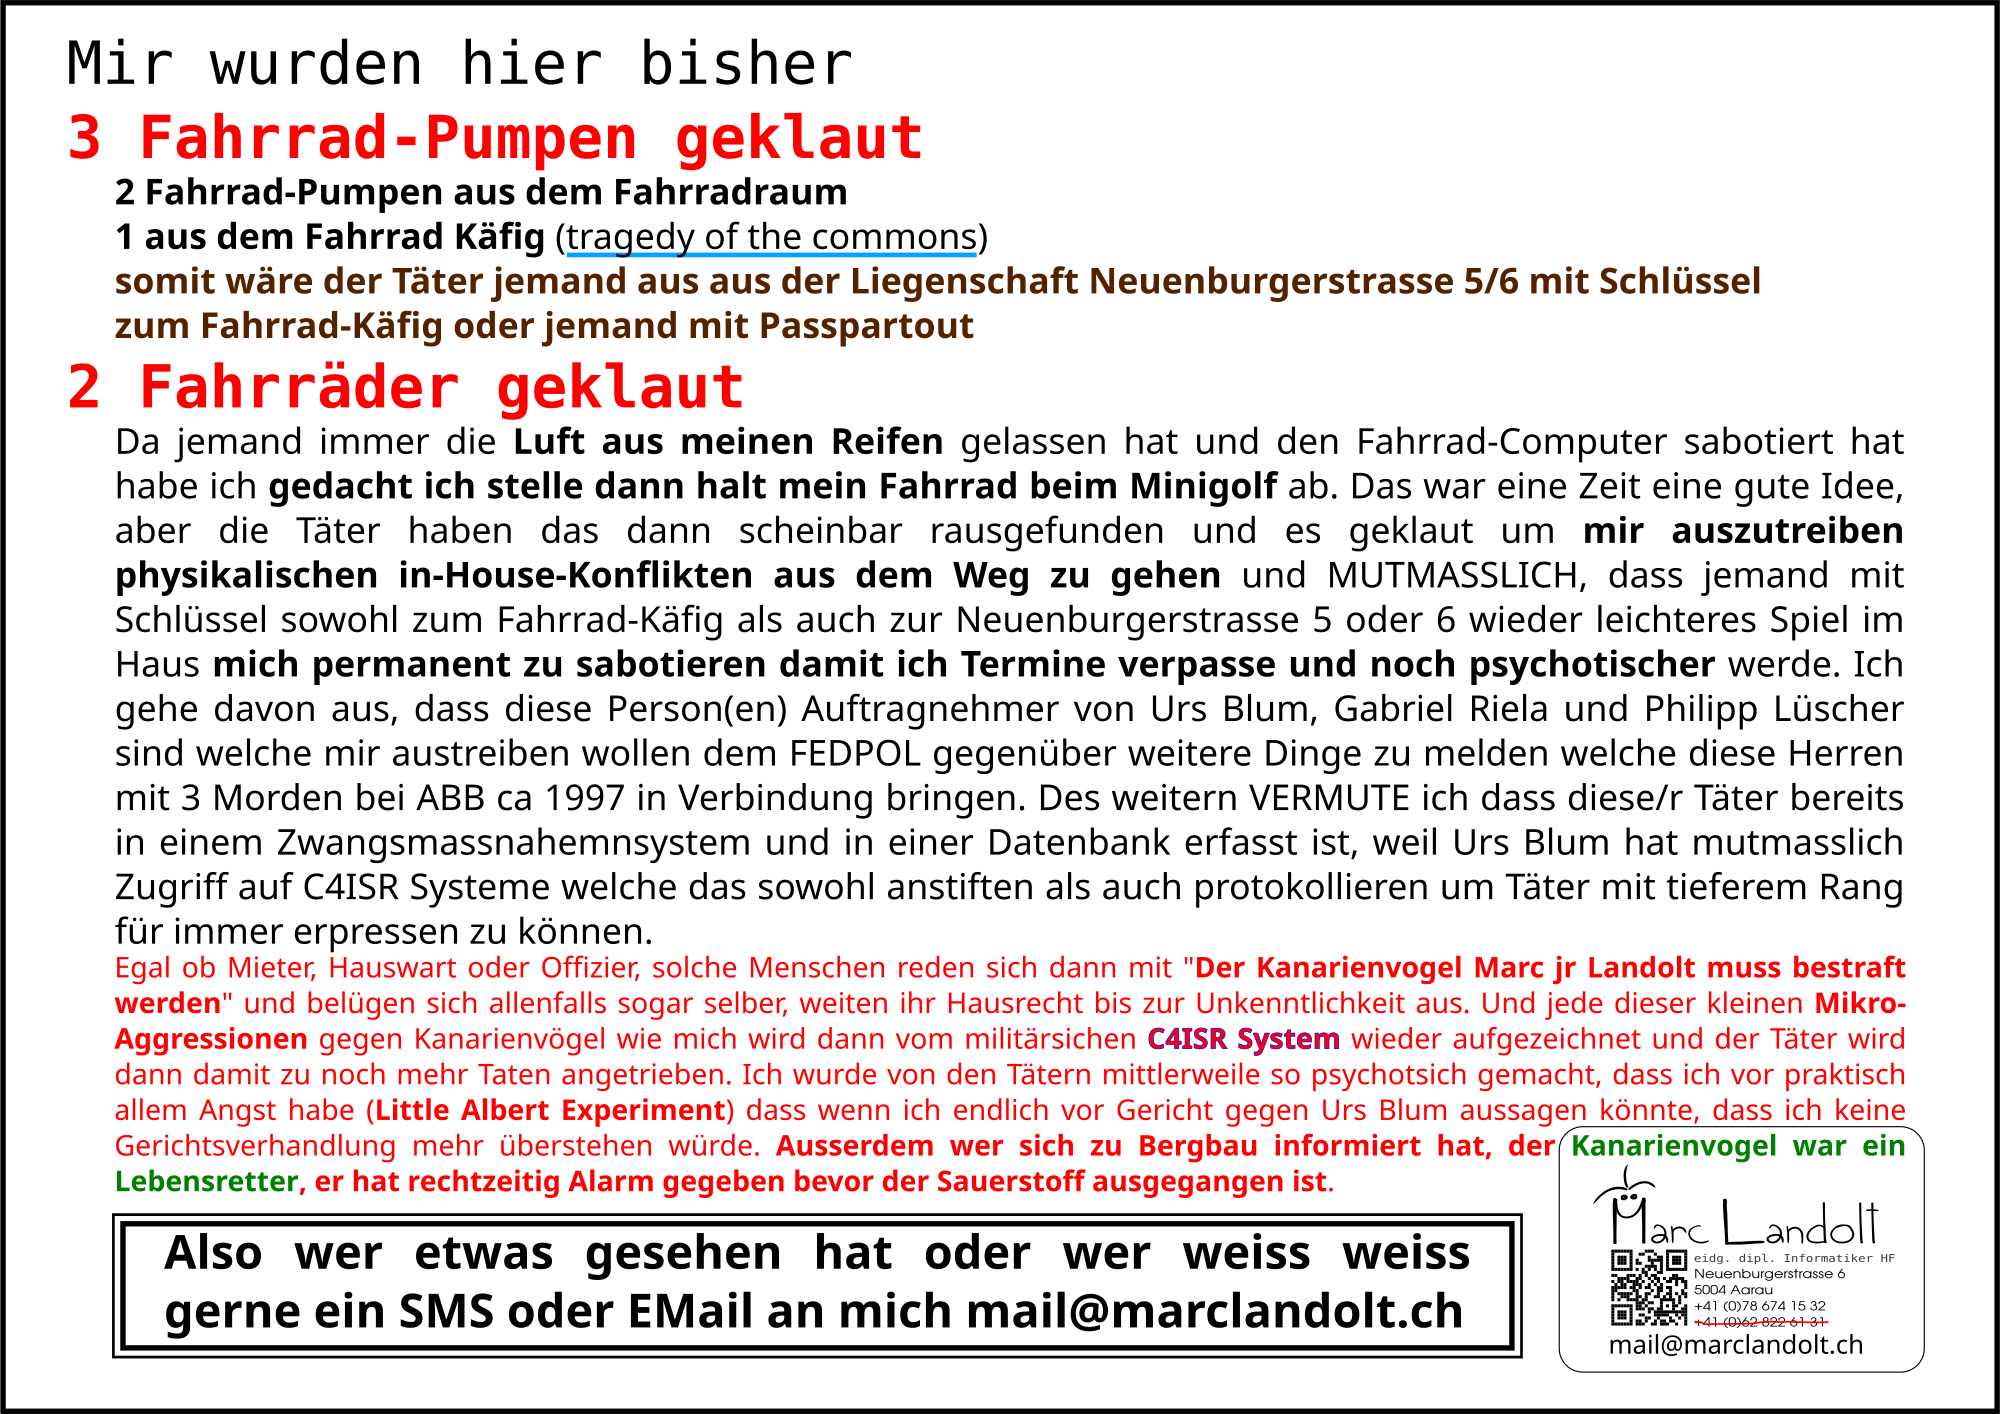 Mir wurden hier bisher
3 Fahrrad-Pumpen geklaut
2 Fahrrad-Pumpen aus dem Fahrradraum
1 aus dem Fahrrad Käfig (tragedy of the commons)
somit wäre der Täter jemand aus aus der Liegenschaft Neuenburgerstrasse 5/6 mit Schlüssel
zum Fahrrad-Käfig oder jemand mit Passpartout
2 Fahrräder geklaut
Da jemand immer die Luft aus meinen Reifen gelassen hat und den Fahrrad-Computer sabotiert hat
habe ich gedacht ich stelle dann halt mein Fahrrad beim Minigolf ab. Das war eine Zeit eine gute Idee,
aber die Täter haben das dann scheinbar rausgefunden und es geklaut um mir auszutreiben
physikalischen in-House-Konflikten aus dem Weg zu gehen und MUTMASSLICH, dass jemand mit
Schlüssel sowohl zum Fahrrad-Käfig als auch zur Neuenburgerstrasse 5 oder 6 wieder leichteres Spiel im
Haus mich permanent zu sabotieren damit ich Termine verpasse und noch psychotischer werde. Ich
gehe davon aus, dass diese Person(en) Auftragnehmer von Urs Blum, Gabriel Riela und Philipp Lüscher
sind welche mir austreiben wollen dem FEDPOL gegenüber weitere Dinge zu melden welche diese Herren
mit 3 Morden bei ABB ca 1997 in Verbindung bringen. Des weitern VERMUTE ich dass diese/r Täter bereits
in einem Zwangsmassnahemnsystem und in einer Datenbank erfasst ist, weil Urs Blum hat mutmasslich
Zugriff auf C4ISR Systeme welche das sowohl anstiften als auch protokollieren um Täter mit tieferem Rang
für immer erpressen zu können.
Egal ob Mieter, Hauswart oder Offizier, solche Menschen reden sich dann mit "Der Kanarienvogel Marc jr Landolt muss bestraft
werden" und belügen sich allenfalls sogar selber, weiten ihr Hausrecht bis zur Unkenntlichkeit aus. Und jede dieser kleinen Mikro-
Aggressionen gegen Kanarienvögel wie mich wird dann vom militärsichen C4ISR System wieder aufgezeichnet und der Täter wird
dann damit zu noch mehr Taten angetrieben. Ich wurde von den Tätern mittlerweile so psychotsich gemacht, dass ich vor praktisch
allem Angst habe (Little Albert Experiment) dass wenn ich endlich vor Gericht gegen Urs Blum aussagen könnte, dass ich keine
Gerichtsverhandlung mehr überstehen würde. Ausserdem wer sich zu Bergbau informiert hat, der Kanarienvogel war ein
Lebensretter, er hat rechtzeitig Alarm gegeben bevor der Sauerstoff ausgegangen ist.
Also wer etwas gesehen hat oder wer weiss weiss
gerne ein SMS oder EMail an mich mail@marclandolt.ch
Marc Landolt
eidg. dipl. Informatiker HF
Neuenburgerstrasse 6
5004 Aarau
+41 (0)78 674 15 32
+41 (0)62 822 61 31
mail@marclandolt.ch